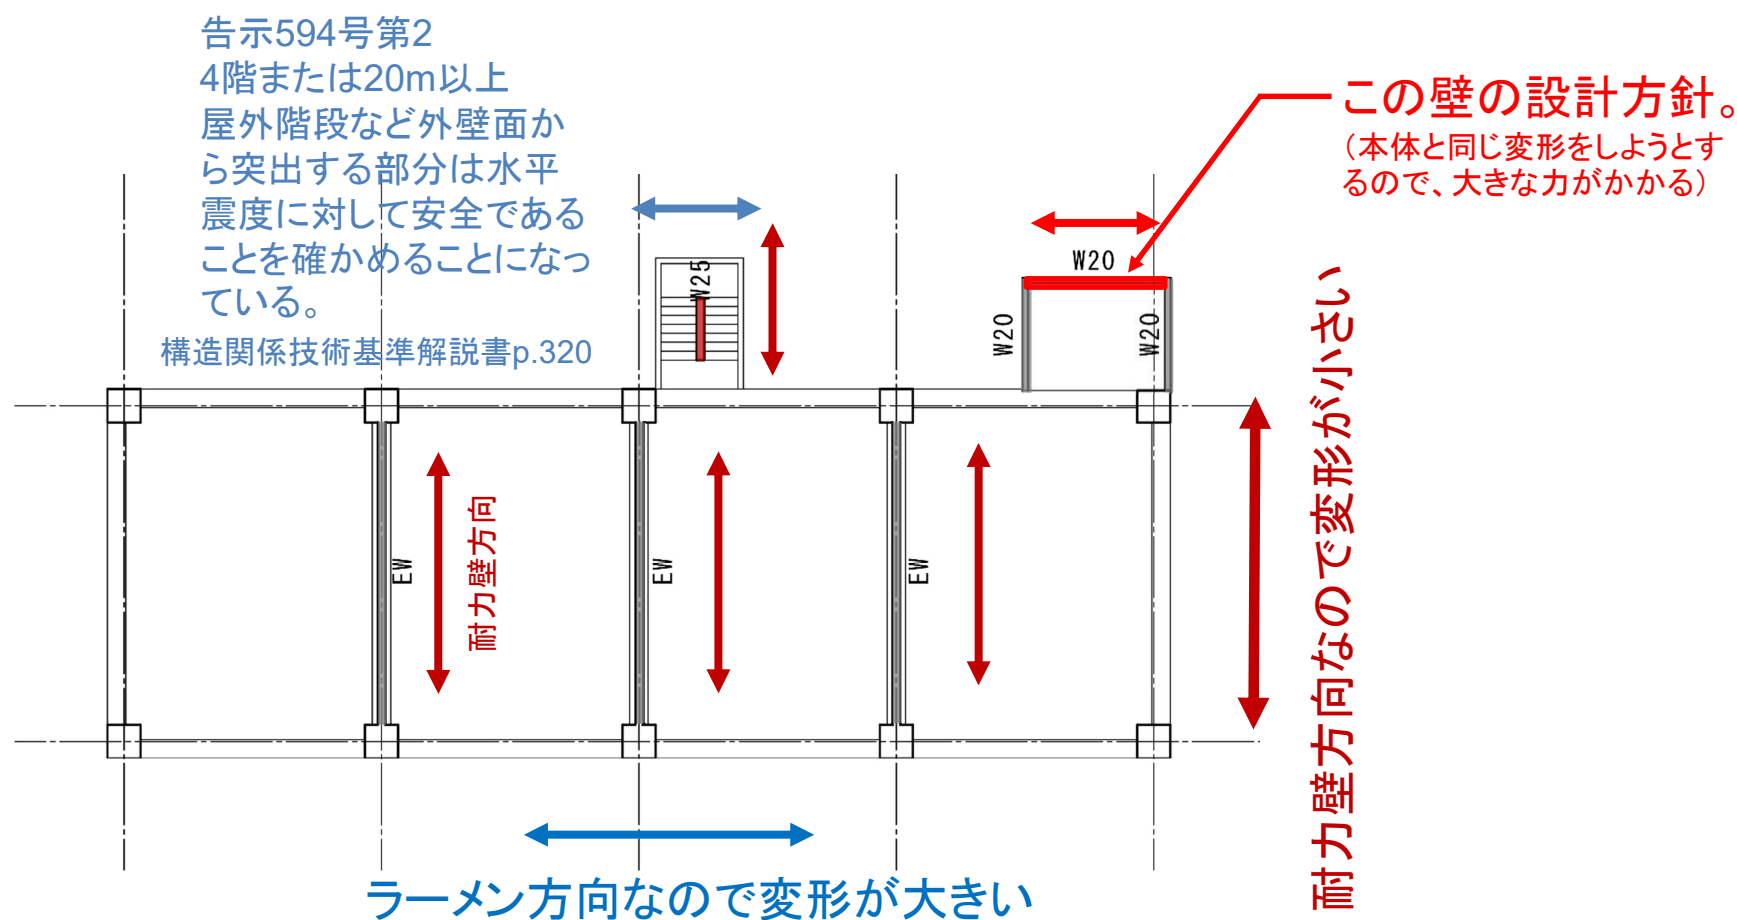 告示594号第2
4階または20m以上
屋外階段など外壁面か
ら突出する部分は水平
震度に対して安全である
ことを確かめることになっ
ている。
構造関係技術基準解説書p.320
この壁の設計方針。
（本体と同じ変形をしようとす
るので、大きな力がかかる）
W25
W20
W20
W20
EW
耐力壁方向
EW
EW
耐力壁方向なので変形が小さい
ラーメン方向なので変形が大きい